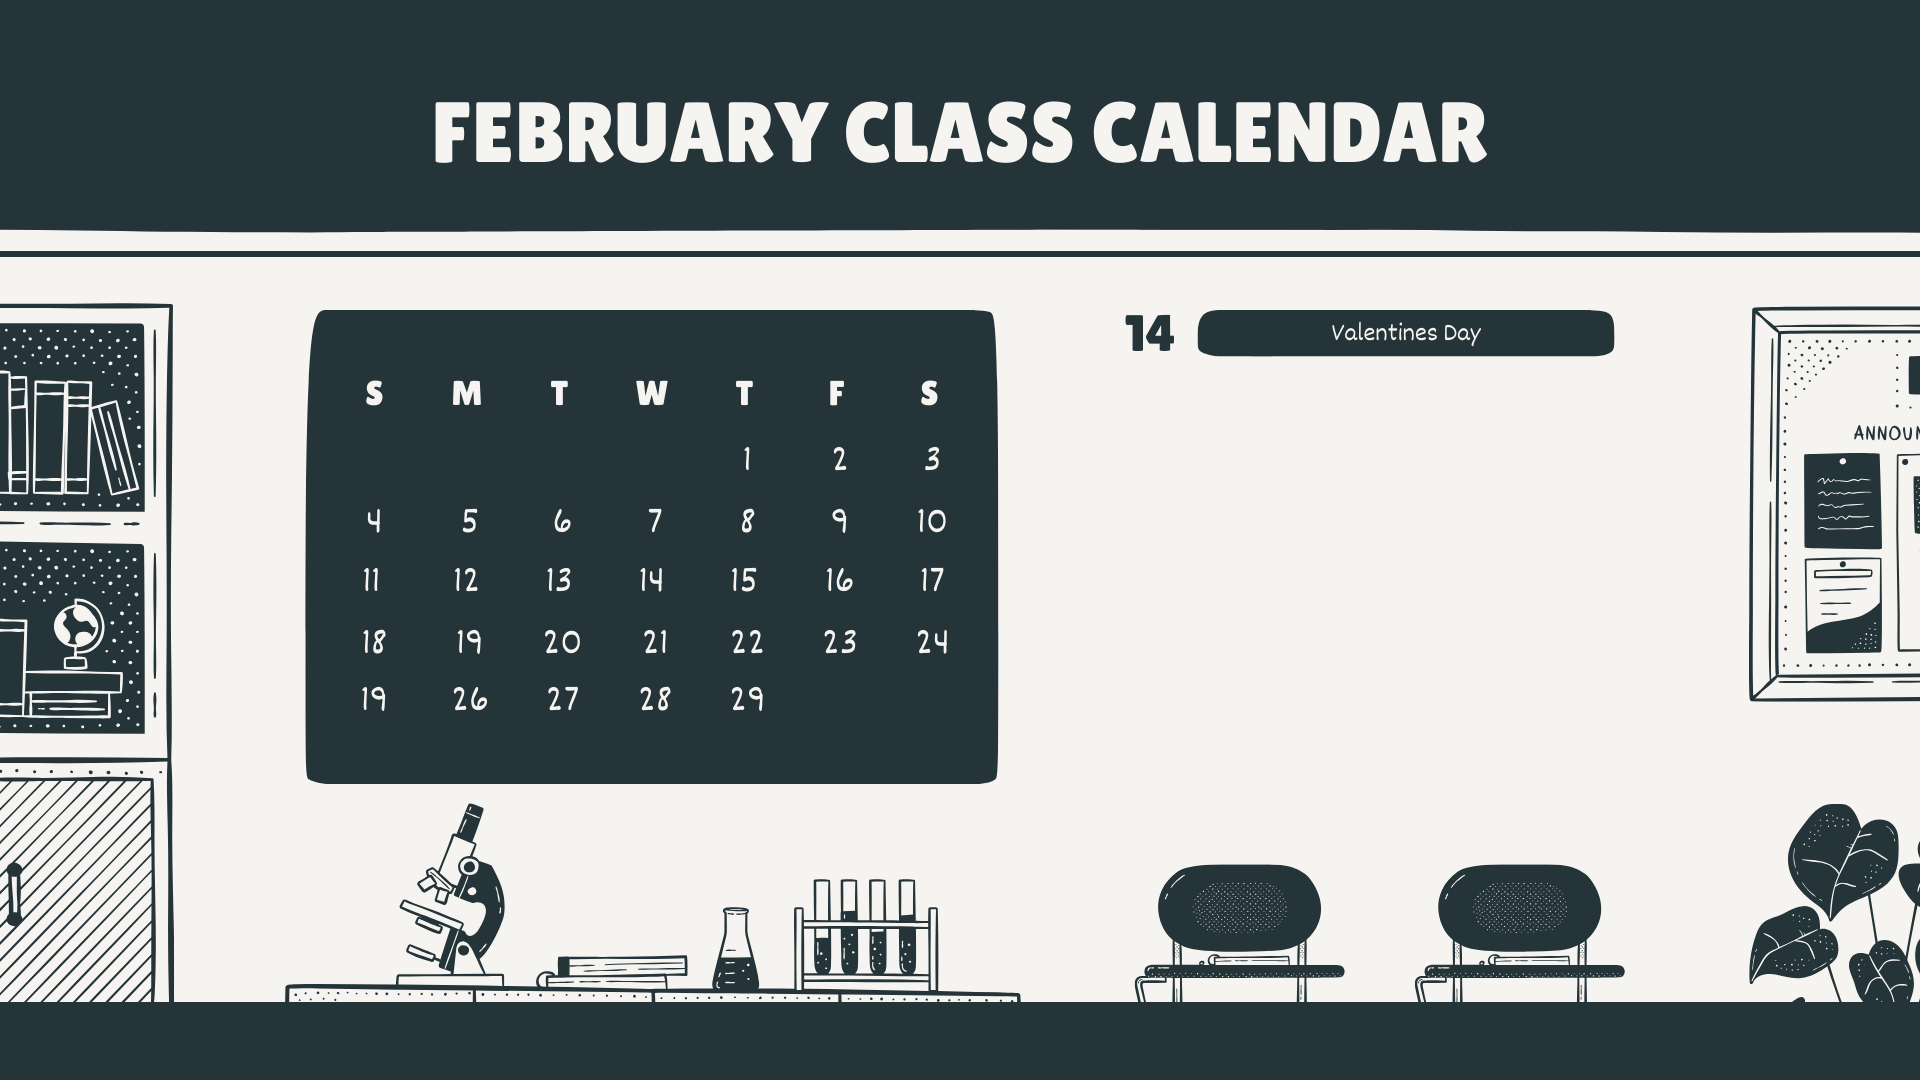 FEBRUARY CLASS CALENDAR
S M T W T F S
1 2 3
4 5 6 7 8 9 10
11 12 13 14 15 16 17
18 19 20 21 22 23 24
19 26 27 28 29
14 Valentines Day
ANNOUN